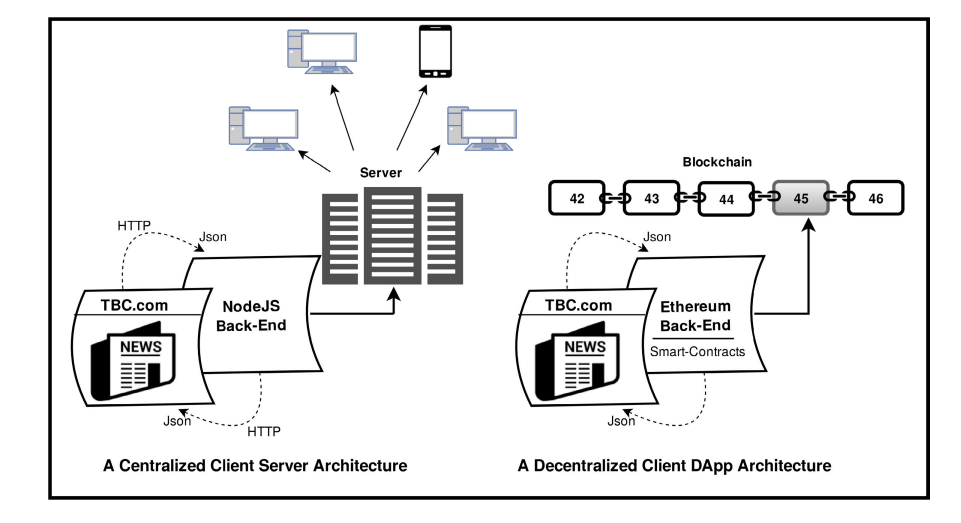 Server
HTTP
Json
TBC.com
NEWS
NodeJS
Back-End
Json
HTTP
A Centralized Client Server Architecture
Blockchain
42
43
44
45
46
Json
TBC.com
NEWS
Ethereum
Back-End
Smart-Contracts
Json
A Decentralized Client DApp Architecture